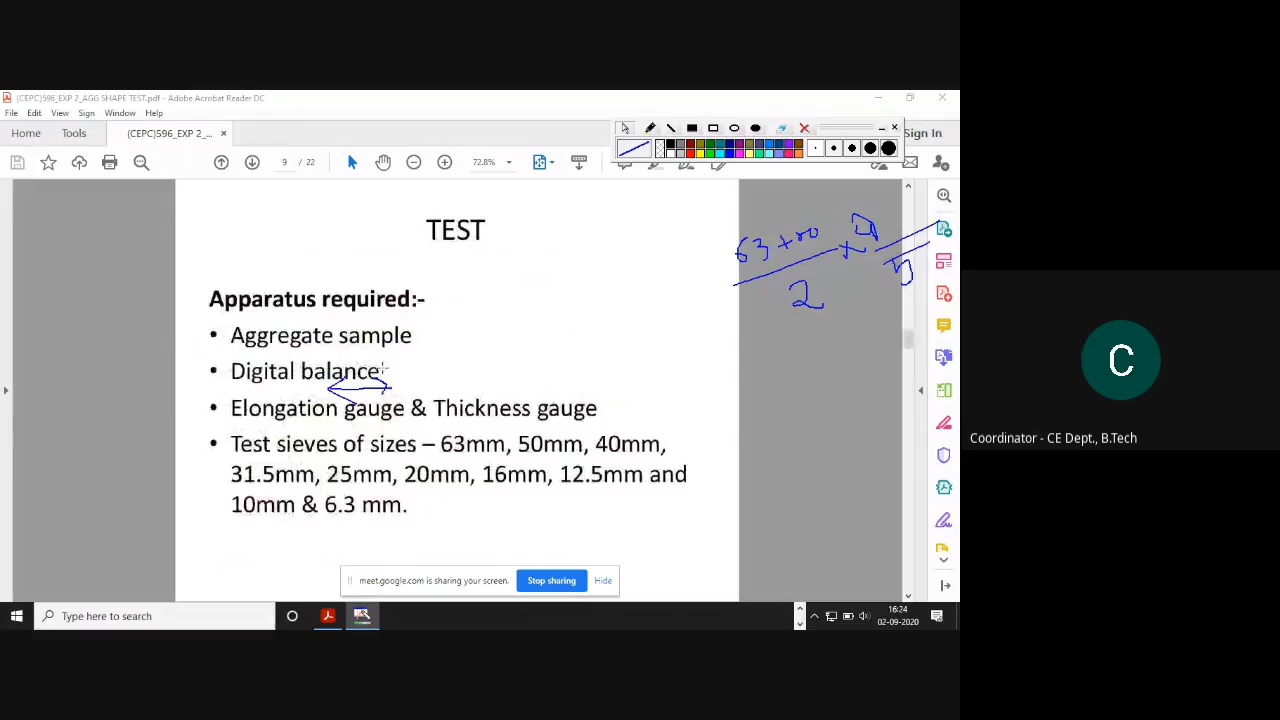 (CEPC)596_EXP 2_AGG SHAPE TEST.pdf - Adobe Acrobat Reader DC
File Edit View Sign Window Help
Home Tools (CEPC)596_EXP 2_... × Sign In
9 / 22 72.8%
TEST
63 +
2
Apparatus required:-
• Aggregate sample
• Digital balance
• Elongation gauge & Thickness gauge
• Test sieves of sizes – 63mm, 50mm, 40mm,
31.5mm, 25mm, 20mm, 16mm, 12.5mm and
10mm & 6.3 mm.
C
Coordinator - CE Dept., B.Tech
meet.google.com is sharing your screen. Stop sharing Hide
Type here to search
16:24
02-09-2020